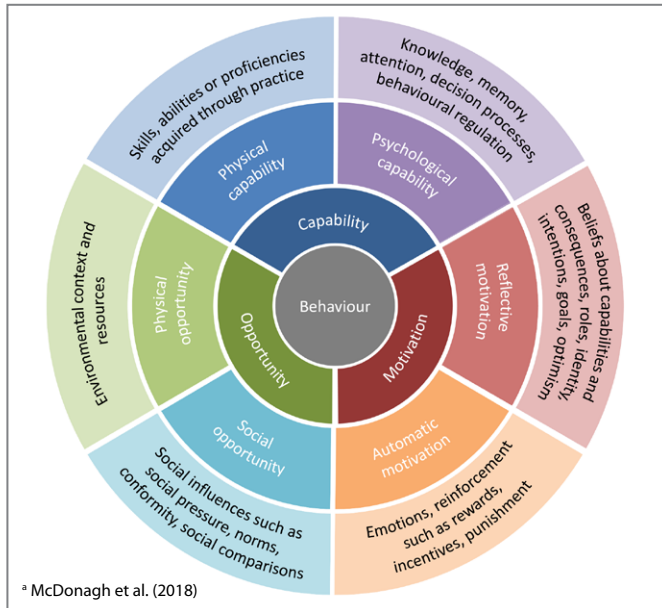 Skills, abilities or proficiencies
acquired through practice
Knowledge, memory,
attention, decision processes,
behavioural regulation
Physical
capability
Psychological
capability
Capability
Environmental context and
resources
Physical
opportunity
Opportunity
Behaviour
Motivation
Reflective
motivation
Beliefs about capabilities and
consequences, roles, identity,
intentions, goals, optimism
Social
opportunity
Automatic
motivation
Social influences such as
social pressure, norms,
conformity, social comparisons
Emotions, reinforcement
such as rewards,
incentives, punishment
a McDonagh et al. (2018)